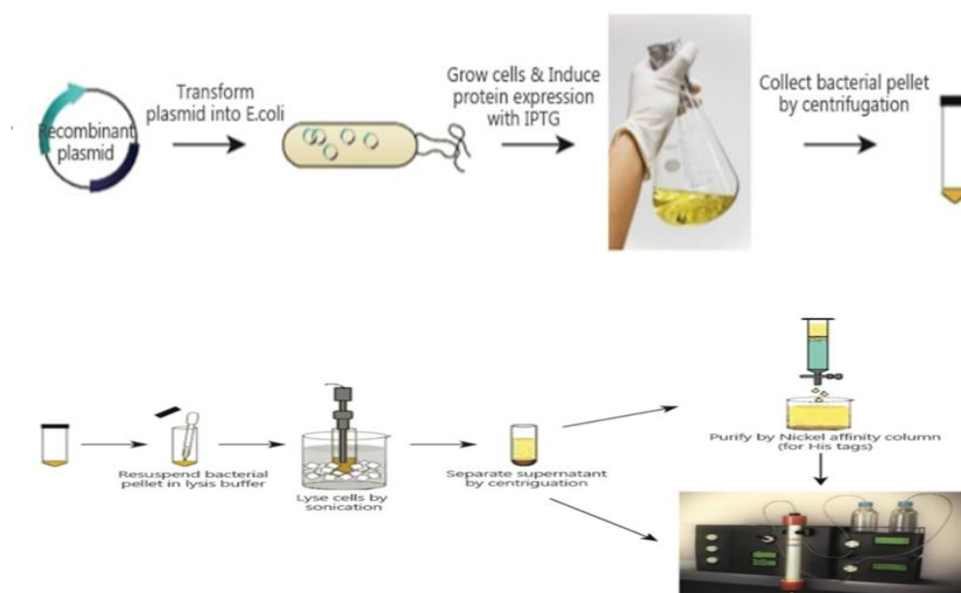 Recombinant
plasmid
Transform
plasmid into E.coli
Grow cells & Induce
protein expression
with IPTG
Collect bacterial pellet
by centrifugation
Resuspend bacterial
pellet in lysis buffer
Lyse cells by
sonication
Separate supernatant
by centriguation
Purify by Nickel affinity column
(for His tags)